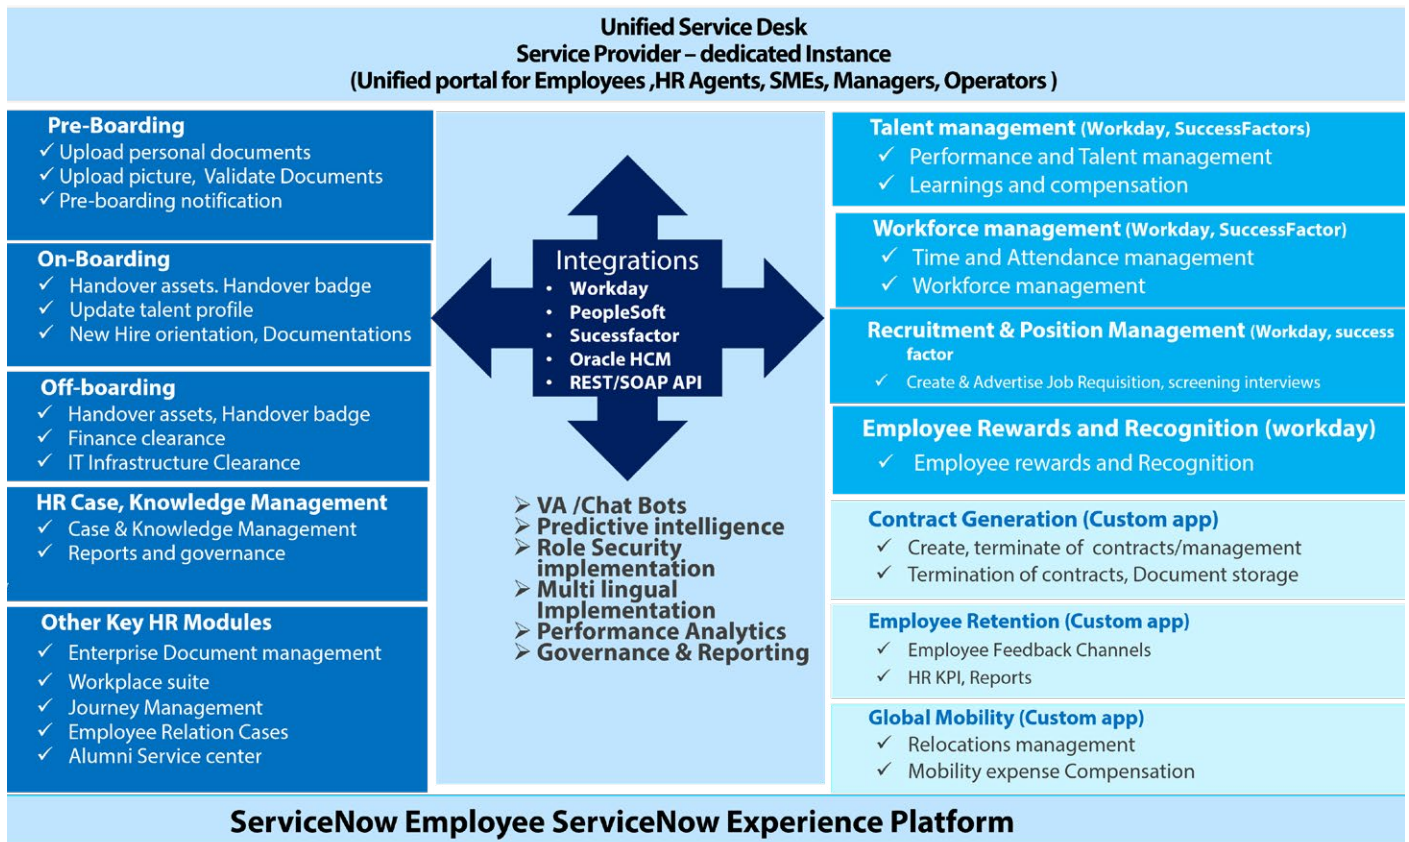 Unified Service Desk
Service Provider – dedicated Instance
(Unified portal for Employees ,HR Agents, SMEs, Managers, Operators )
Pre-Boarding
✓ Upload personal documents
✓ Upload picture, Validate Documents
✓ Pre-boarding notification
On-Boarding
✓ Handover assets. Handover badge
✓ Update talent profile
✓ New Hire orientation, Documentations
Off-boarding
✓ Handover assets, Handover badge
✓ Finance clearance
✓ IT Infrastructure Clearance
HR Case, Knowledge Management
✓ Case & Knowledge Management
✓ Reports and governance
Other Key HR Modules
✓ Enterprise Document management
✓ Workplace suite
✓ Journey Management
✓ Employee Relation Cases
✓ Alumni Service center
Integrations
• Workday
• PeopleSoft
• Sucessfactor
• Oracle HCM
• REST/SOAP API
➢ VA /Chat Bots
➢ Predictive intelligence
➢ Role Security
implementation
➢ Multi lingual
Implementation
➢ Performance Analytics
➢ Governance & Reporting
Talent management (Workday, SuccessFactors)
✓ Performance and Talent management
✓ Learnings and compensation
Workforce management (Workday, SuccessFactor)
✓ Time and Attendance management
✓ Workforce management
Recruitment & Position Management (Workday, success
factor
✓ Create & Advertise Job Requisition, screening interviews
Employee Rewards and Recognition (workday)
✓ Employee rewards and Recognition
Contract Generation (Custom app)
✓ Create, terminate of contracts/management
✓ Termination of contracts, Document storage
Employee Retention (Custom app)
✓ Employee Feedback Channels
✓ HR KPI, Reports
Global Mobility (Custom app)
✓ Relocations management
✓ Mobility expense Compensation
ServiceNow Employee ServiceNow Experience Platform